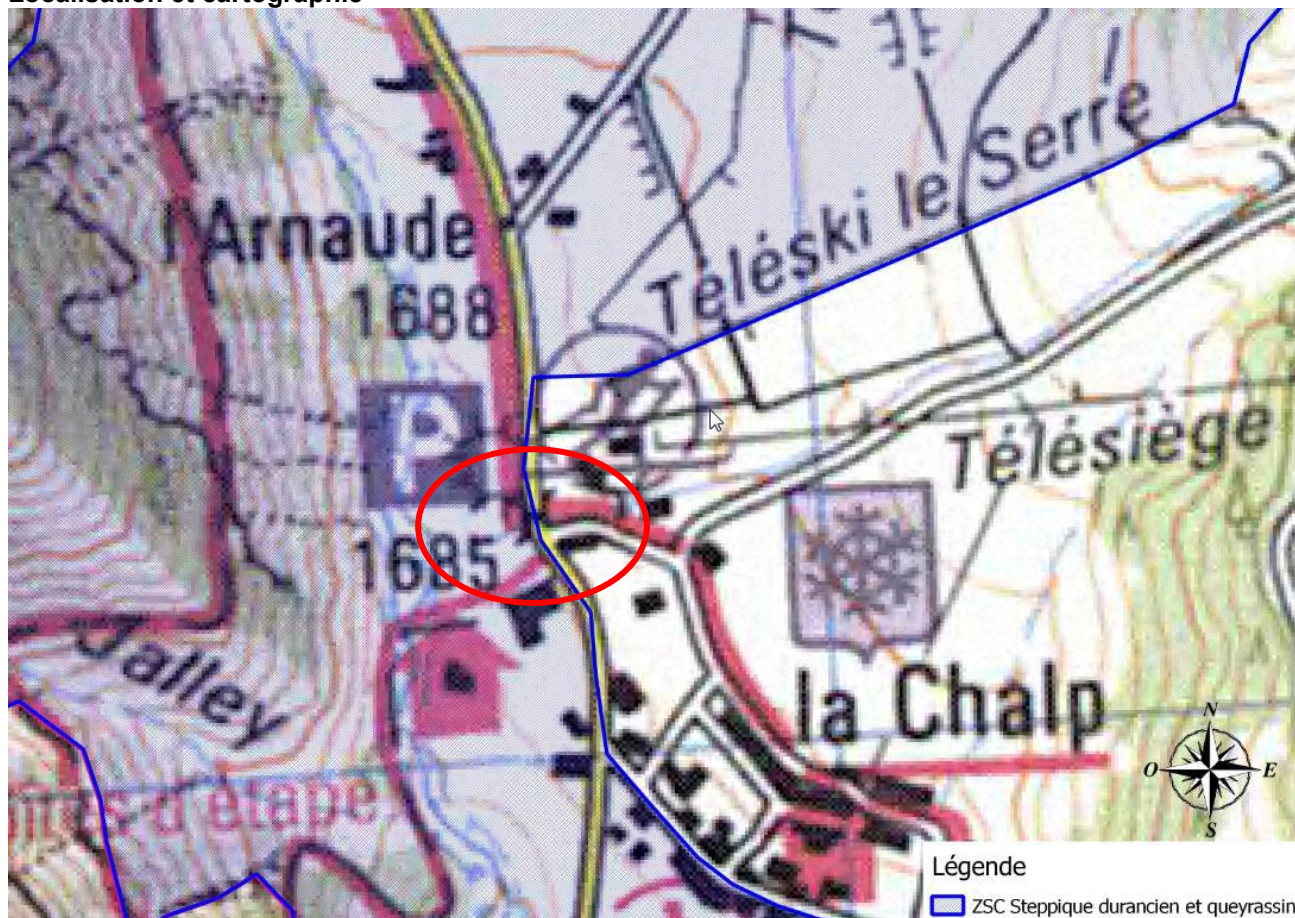 Localisation et cartographie
l'Arnaude
1688
Téléski le Serre
P
Télésiège
1685
Jalley
la Chalp
d'étape
N
O
E
S
Légende
ZSC Steppique durancien et queyrassin